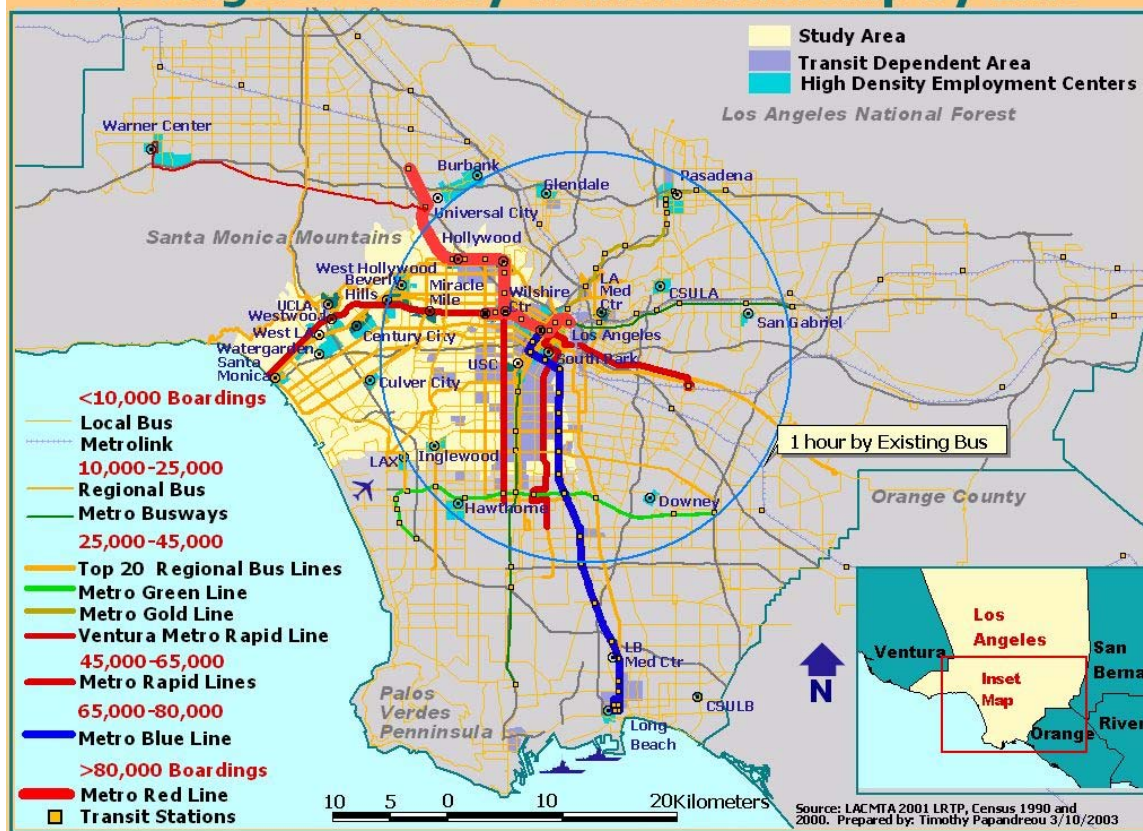 Study Area
Transit Dependent Area
High Density Employment Centers
Los Angeles National Forest
Warner Center
Burbank
Glendale
Pasadena
Universal City
Santa Monica Mountains
Hollywood
West Hollywood
Beverly
Hills
Miracle
Mile
Wilshire
Ctr
LA
Med
Ctr
CSULA
San Gabriel
UCLA
Westwood
West LA
Century City
Los Angeles
Watergarden
Santa
Monica
South Park
USC
Culver City
1 hour by Existing Bus
Inglewood
LAX
Hawthorne
Downey
Orange County
<10,000 Boardings
Local Bus
Metrolink
10,000-25,000
Regional Bus
Metro Busways
25,000-45,000
Top 20 Regional Bus Lines
Metro Green Line
Metro Gold Line
Ventura Metro Rapid Line
45,000-65,000
Metro Rapid Lines
65,000-80,000
Metro Blue Line
>80,000 Boardings
Metro Red Line
Transit Stations
LB
Med Ctr
CSULB
Long
Beach
Palos
Verdes
Penninsula
N
Los
Angeles
Ventura
San
Berna
Inset
Map
Orange
River
10 5 0 10 20Kilometers
Source: LACMTA 2001 LRTP, Census 1990 and
2000. Prepared by: Timothy Papandreou 3/10/2003